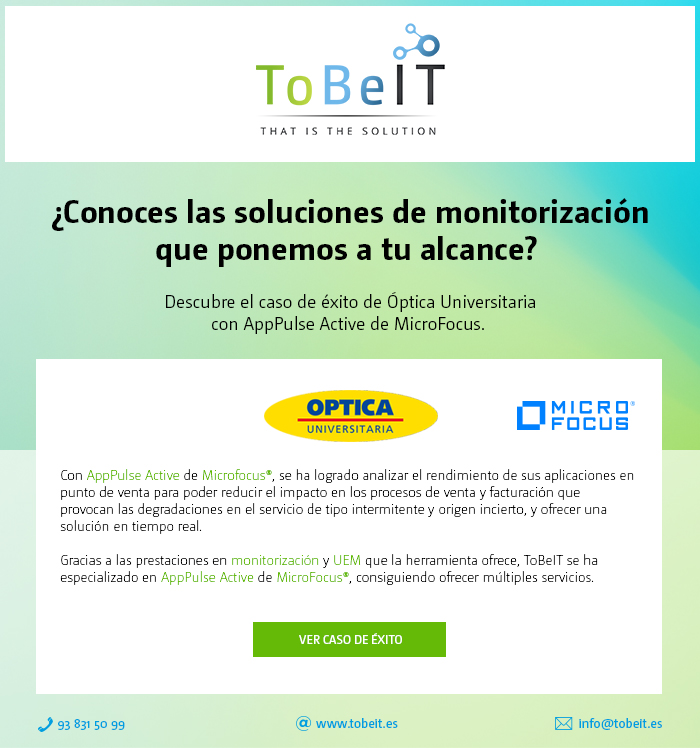 ToBeIT
THAT IS THE SOLUTION
¿Conoces las soluciones de monitorización
que ponemos a tu alcance?
Descubre el caso de éxito de Óptica Universitaria
con AppPulse Active de MicroFocus.
OPTICA
UNIVERSITARIA
MICRO®
FOCUS
Con AppPulse Active de Microfocus®, se ha logrado analizar el rendimiento de sus aplicaciones en
punto de venta para poder reducir el impacto en los procesos de venta y facturación que
provocan las degradaciones en el servicio de tipo intermitente y origen incierto, y ofrecer una
solución en tiempo real.
Gracias a las prestaciones en monitorización y UEM que la herramienta ofrece, ToBeIT se ha
especializado en AppPulse Active de MicroFocus®, consiguiendo ofrecer múltiples servicios.
VER CASO DE ÉXITO
93 831 50 99
www.tobeit.es
info@tobeit.es